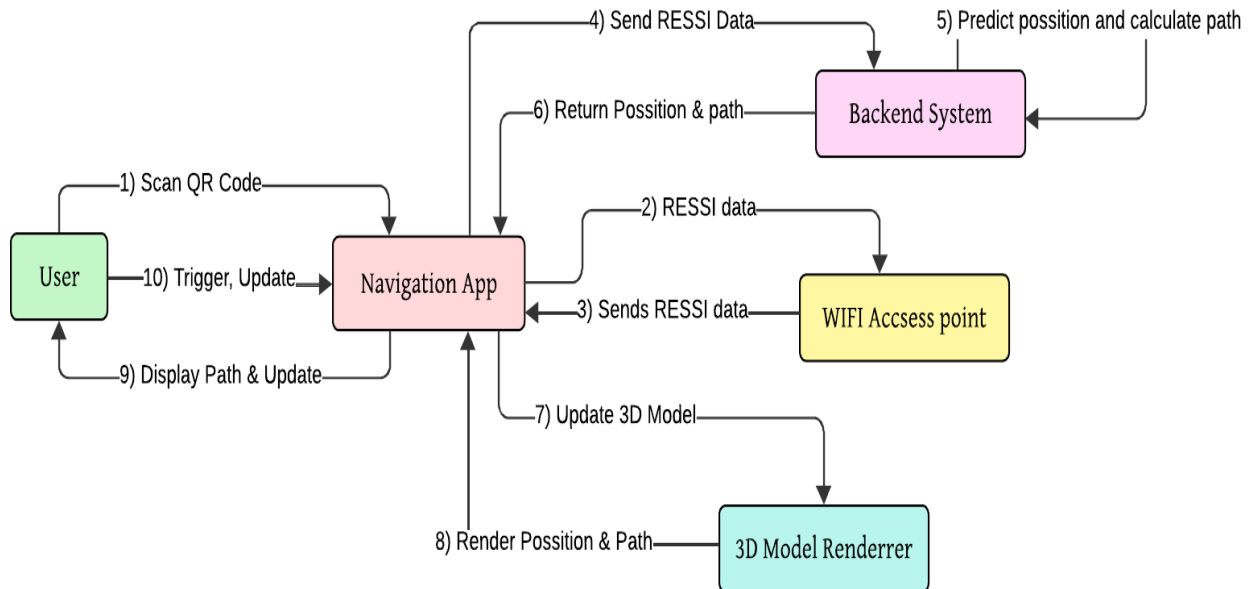 4) Send RESSI Data
5) Predict possition and calculate path
Backend System
6) Return Possition & path
1) Scan QR Code
2) RESSI data
User
10) Trigger, Update
Navigation App
3) Sends RESSI data
WIFI Accsess point
9) Display Path & Update
7) Update 3D Model
8) Render Possition & Path
3D Model Renderrer